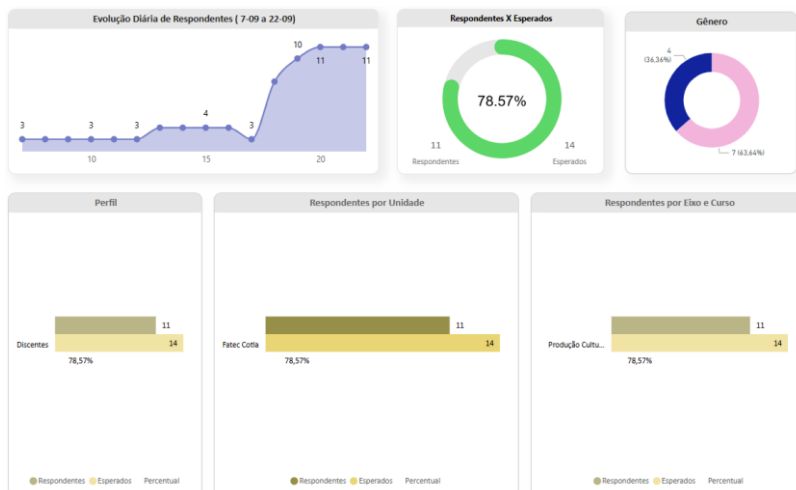 Evolução Diária de Respondentes ( 7-09 a 22-09)
3
3
3
4
3
10
11
11
10
15
20
Respondentes X Esperados
78.57%
11
Respondentes
14
Esperados
Gênero
4
(36,36%)
7 (63,64%)
Perfil
Discentes
11
14
78,57%
Respondentes Esperados Percentual
Respondentes por Unidade
Fatec Cotia
11
14
78,57%
Respondentes Esperados Percentual
Respondentes por Eixo e Curso
Produção Cultu...
11
14
78,57%
Respondentes Esperados Percentual